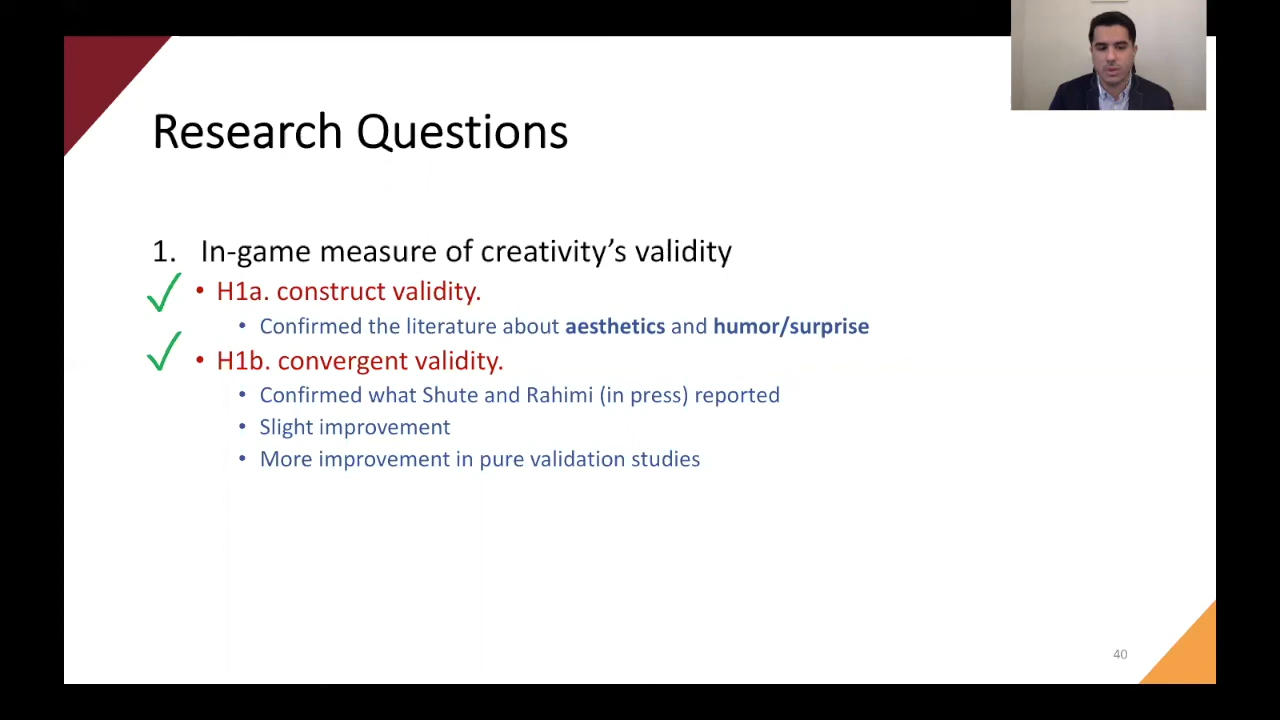 Research Questions
1. In-game measure of creativity’s validity
• H1a. construct validity.
• Confirmed the literature about aesthetics and humor/surprise
• H1b. convergent validity.
• Confirmed what Shute and Rahimi (in press) reported
• Slight improvement
• More improvement in pure validation studies
40